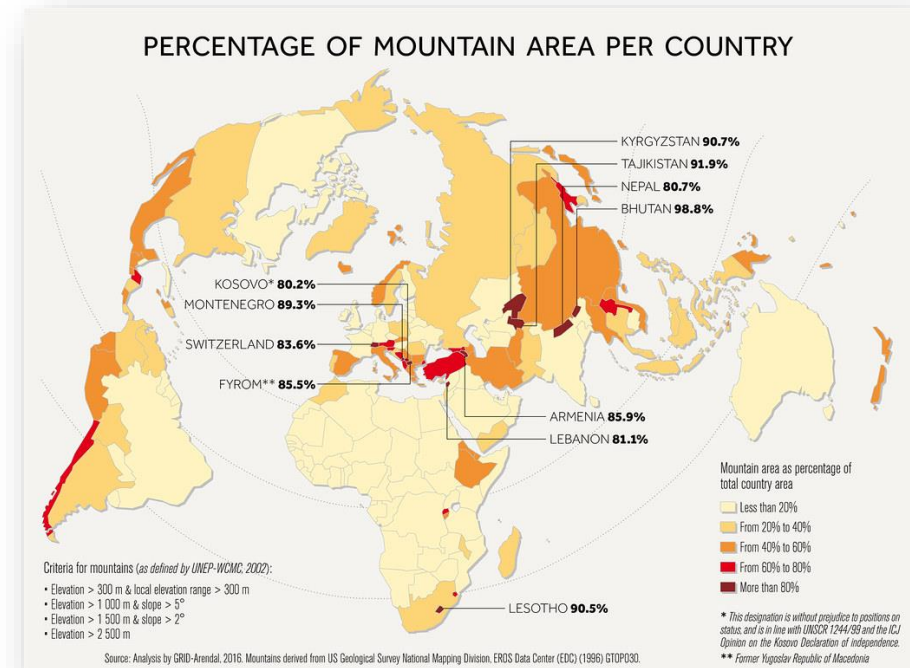 PERCENTAGE OF MOUNTAIN AREA PER COUNTRY
KYRGYZSTAN 90.7%
TAJIKISTAN 91.9%
NEPAL 80.7%
BHUTAN 98.8%
KOSOVO* 80.2%
MONTENEGRO 89.3%
SWITZERLAND 83.6%
FYROM** 85.5%
ARMENIA 85.9%
LEBANON 81.1%
LESOTHO 90.5%
Mountain area as percentage of
total country area
Less than 20%
From 20% to 40%
From 40% to 60%
From 60% to 80%
More than 80%
Criteria for mountains (as defined by UNEP-WCMC, 2002):
• Elevation > 300 m & local elevation range > 300 m
• Elevation > 1 000 m & slope > 5°
• Elevation > 1 500 m & slope > 2°
• Elevation > 2 500 m
* This designation is without prejudice to positions on
status, and is in line with UNSCR 1244/99 and the ICJ
Opinion on the Kosovo Declaration of independence.
** Former Yugoslav Republic of Macedonia
Source: Analysis by GRID-Arendal, 2016. Mountains derived from US Geological Survey National Mapping Division, EROS Data Center (EDC) (1996) GTOPO30.